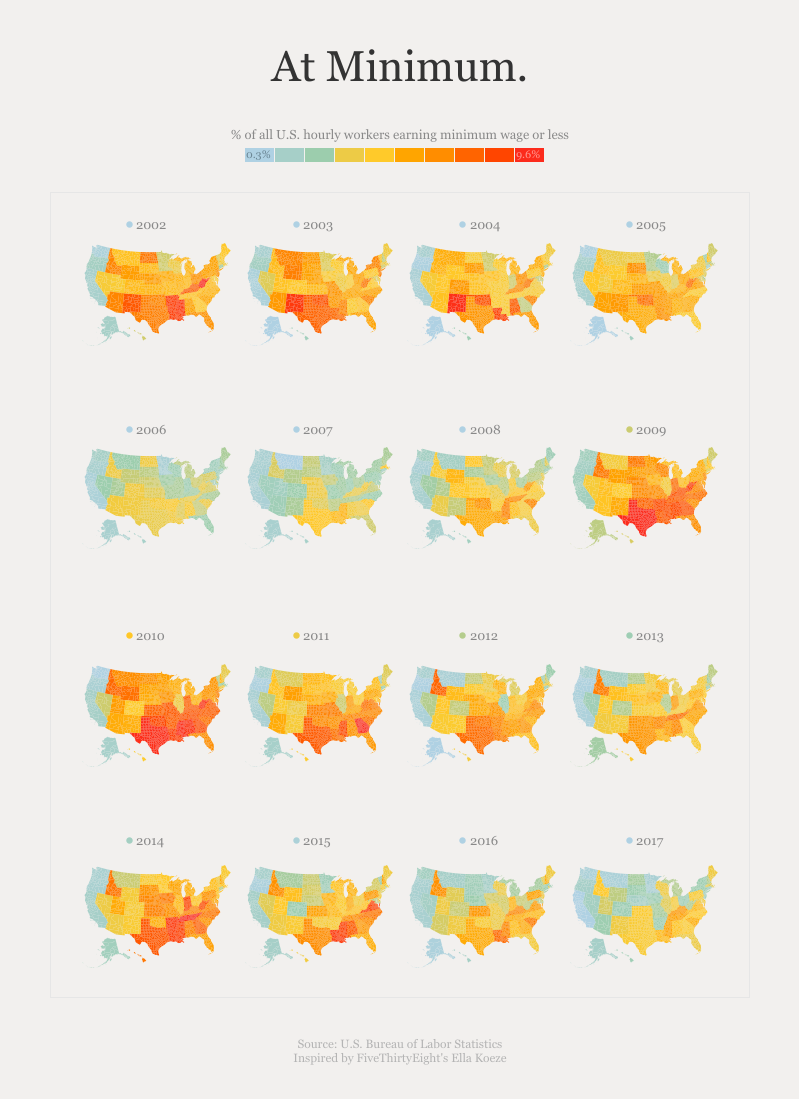 At Minimum.
% of all U.S. hourly workers earning minimum wage or less
0.3% 9.6%
2002 2003 2004 2005
2006 2007 2008 2009
2010 2011 2012 2013
2014 2015 2016 2017
Source: U.S. Bureau of Labor Statistics
Inspired by FiveThirtyEight's Ella Koeze